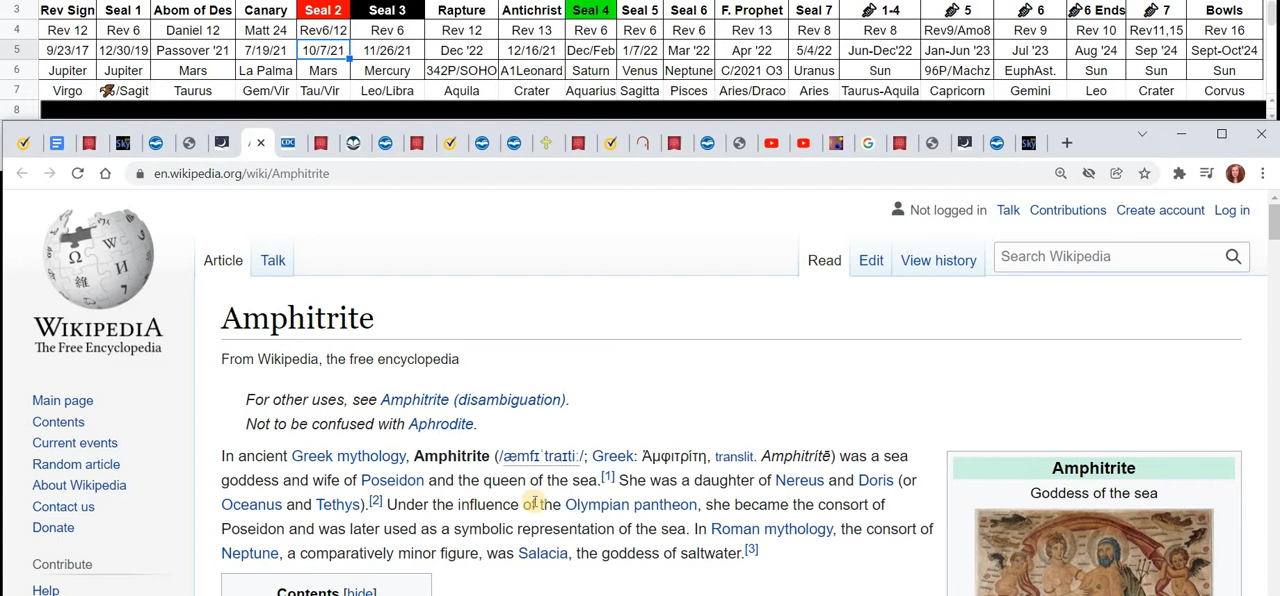 3 Rev Sign Seal 1 Abom of Des Canary Seal 2 Seal 3 Rapture Antichrist Seal 4 Seal 5 Seal 6 F. Prophet Seal 7 1-4 5 6 6 Ends 7 Bowls
4 Rev 12 Rev 6 Daniel 12 Matt 24 Rev6/12 Rev 6 Rev 12 Rev 13 Rev 6 Rev 6 Rev 6 Rev 13 Rev 8 Rev 8 Rev9/Amo8 Rev 9 Rev 10 Rev11,15 Rev 16
5 9/23/17 12/30/19 Passover '21 7/19/21 10/7/21 11/26/21 Dec '22 12/16/21 Dec/Feb 1/7/22 Mar '22 Apr '22 5/4/22 Jun-Dec'22 Jan-Jun '23 Jul '23 Aug '24 Sep '24 Sept-Oct'24
6 Jupiter Jupiter Mars La Palma Mars Mercury 342P/SOHO A1Leonard Saturn Venus Neptune C/2021 O3 Uranus Sun 96P/Machz EuphAst. Sun Sun Sun
7 Virgo /Sagit Taurus Gem/Vir Tau/Vir Leo/Libra Aquila Crater Aquarius Sagitta Pisces Aries/Draco Aries Taurus-Aquila Capricorn Gemini Leo Crater Corvus
8
Sky CDC G Sky
en.wikipedia.org/wiki/Amphitrite
Not logged in Talk Contributions Create account Log in
Article Talk Read Edit View history Search Wikipedia
WIKIPEDIA
The Free Encyclopedia
Main page
Contents
Current events
Random article
About Wikipedia
Contact us
Donate
Contribute
Help
Amphitrite
From Wikipedia, the free encyclopedia
For other uses, see Amphitrite (disambiguation).
Not to be confused with Aphrodite.
In ancient Greek mythology, Amphitrite (/æmfɪˈtraɪtiː/; Greek: Ἀμφιτρίτη, translit. Amphitrítē) was a sea
goddess and wife of Poseidon and the queen of the sea.[1] She was a daughter of Nereus and Doris (or
Oceanus and Tethys).[2] Under the influence of the Olympian pantheon, she became the consort of
Poseidon and was later used as a symbolic representation of the sea. In Roman mythology, the consort of
Neptune, a comparatively minor figure, was Salacia, the goddess of saltwater.[3]
Contents [hide]
Amphitrite
Goddess of the sea